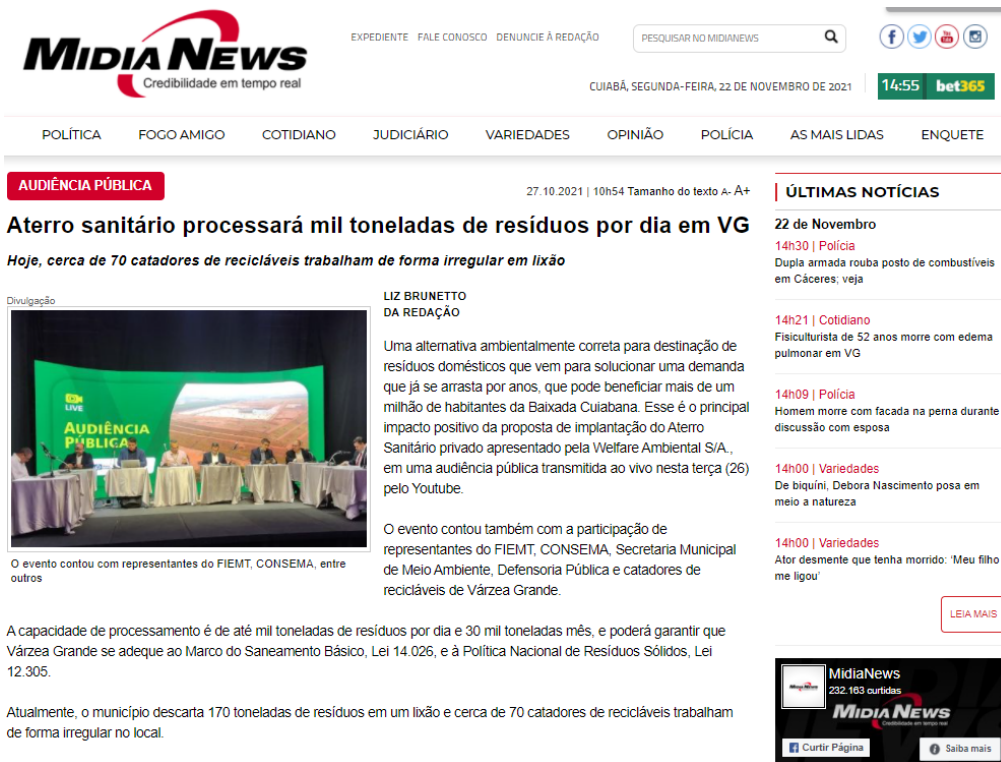 MIDIA NEWS
Credibilidade em tempo real
EXPEDIENTE FALE CONOSCO DENUNCIE À REDAÇÃO
PESQUISAR NO MIDIANEWS
CUIABÁ, SEGUNDA-FEIRA, 22 DE NOVEMBRO DE 2021
14:55 bet365
POLÍTICA FOGO AMIGO COTIDIANO JUDICIÁRIO VARIEDADES OPINIÃO POLÍCIA AS MAIS LIDAS ENQUETE
AUDIÊNCIA PÚBLICA
27.10.2021 | 10h54 Tamanho do texto A- A+
Aterro sanitário processará mil toneladas de resíduos por dia em VG
Hoje, cerca de 70 catadores de recicláveis trabalham de forma irregular em lixão
Divulgação
LIVE
AUDIÊNCIA
PÚBLICA
O evento contou com representantes do FIEMT, CONSEMA, entre
outros
LIZ BRUNETTO
DA REDAÇÃO
Uma alternativa ambientalmente correta para destinação de
resíduos domésticos que vem para solucionar uma demanda
que já se arrasta por anos, que pode beneficiar mais de um
milhão de habitantes da Baixada Cuiabana. Esse é o principal
impacto positivo da proposta de implantação do Aterro
Sanitário privado apresentado pela Welfare Ambiental S/A.,
em uma audiência pública transmitida ao vivo nesta terça (26)
pelo Youtube.
O evento contou também com a participação de
representantes do FIEMT, CONSEMA, Secretaria Municipal
de Meio Ambiente, Defensoria Pública e catadores de
recicláveis de Várzea Grande.
A capacidade de processamento é de até mil toneladas de resíduos por dia e 30 mil toneladas mês, e poderá garantir que
Várzea Grande se adeque ao Marco do Saneamento Básico, Lei 14.026, e à Política Nacional de Resíduos Sólidos, Lei
12.305.
Atualmente, o município descarta 170 toneladas de resíduos em um lixão e cerca de 70 catadores de recicláveis trabalham
de forma irregular no local.
ÚLTIMAS NOTÍCIAS
22 de Novembro
14h30 | Polícia
Dupla armada rouba posto de combustíveis
em Cáceres; veja
14h21 | Cotidiano
Fisiculturista de 52 anos morre com edema
pulmonar em VG
14h09 | Polícia
Homem morre com facada na perna durante
discussão com esposa
14h00 | Variedades
De biquíni, Debora Nascimento posa em
meio a natureza
14h00 | Variedades
Ator desmente que tenha morrido: 'Meu filho
me ligou'
LEIA MAIS
MidiaNews
232.163 curtidas
MIDIA NEWS
Credibilidade em tempo real
Curtir Página
Saiba mais